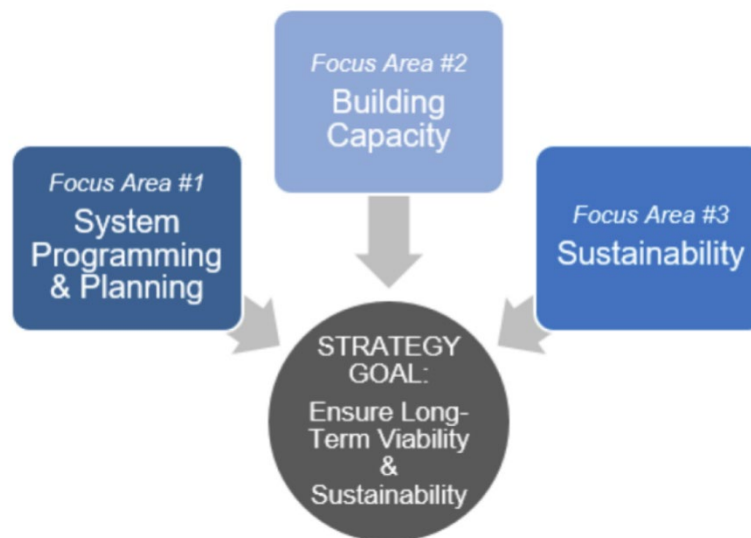 Focus Area #1
System
Programming
& Planning
Focus Area #2
Building
Capacity
Focus Area #3
Sustainability
STRATEGY
GOAL:
Ensure Long-
Term Viability
&
Sustainability